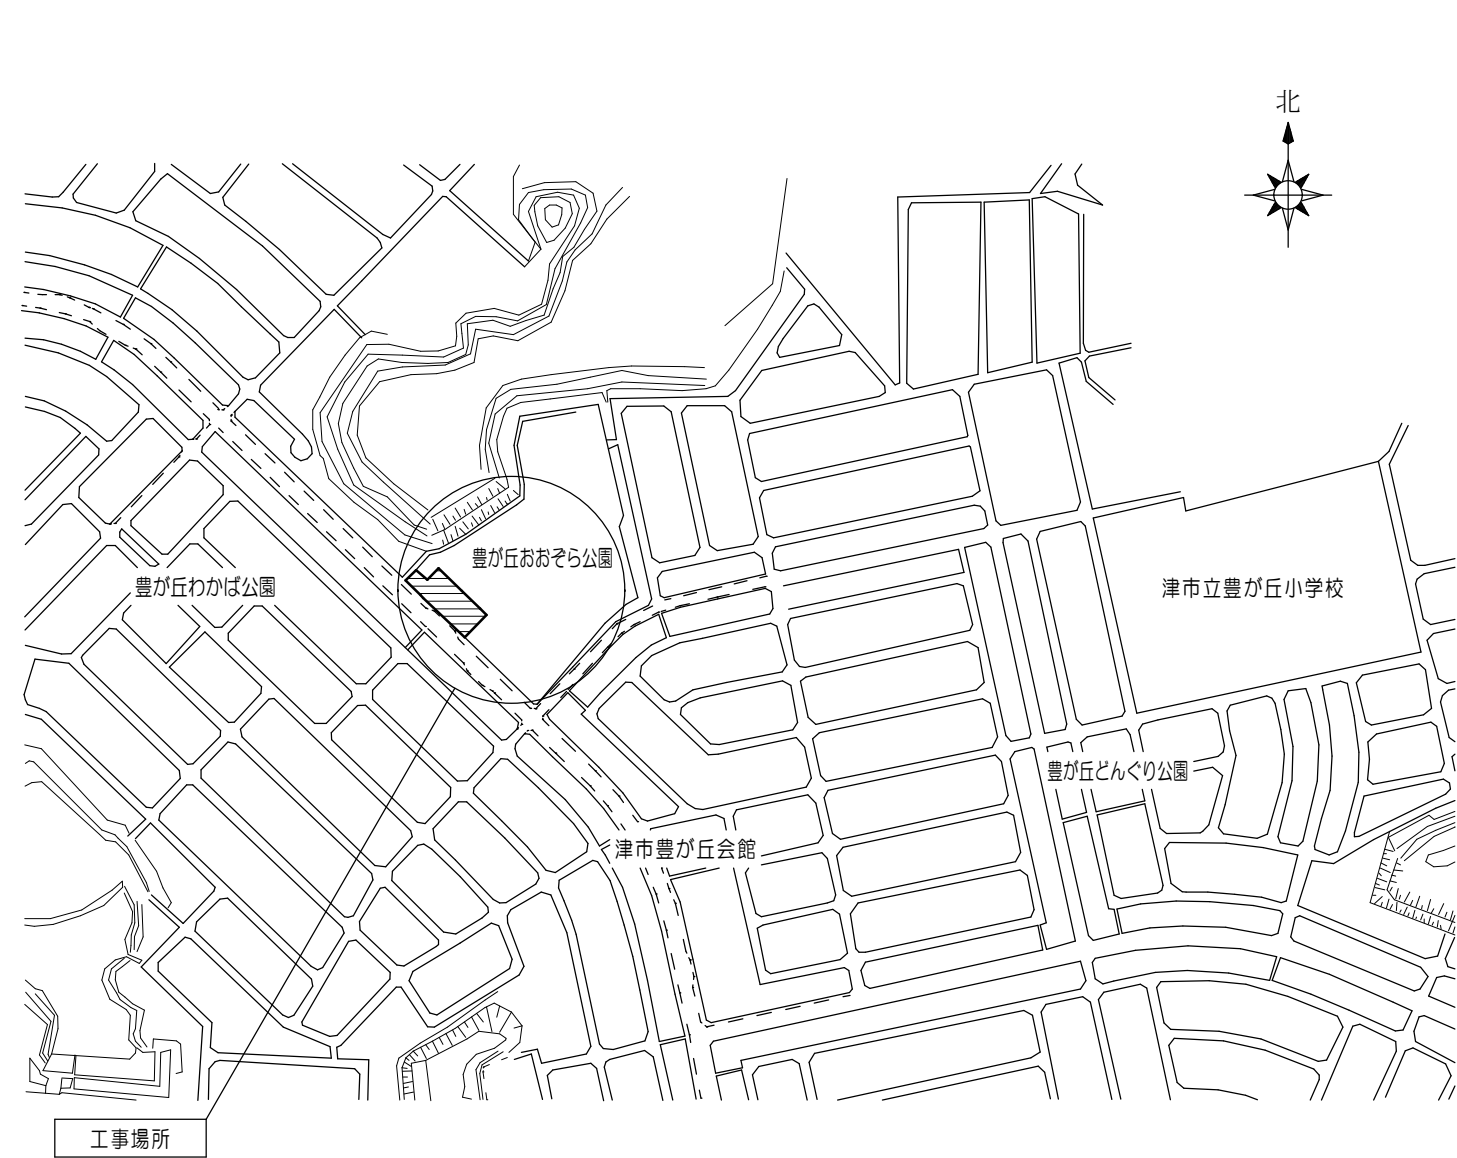 北
豊が丘おおぞら公園
豊が丘わかば公園
津市立豊が丘小学校
豊が丘どんぐり公園
津市豊が丘会館
工事場所